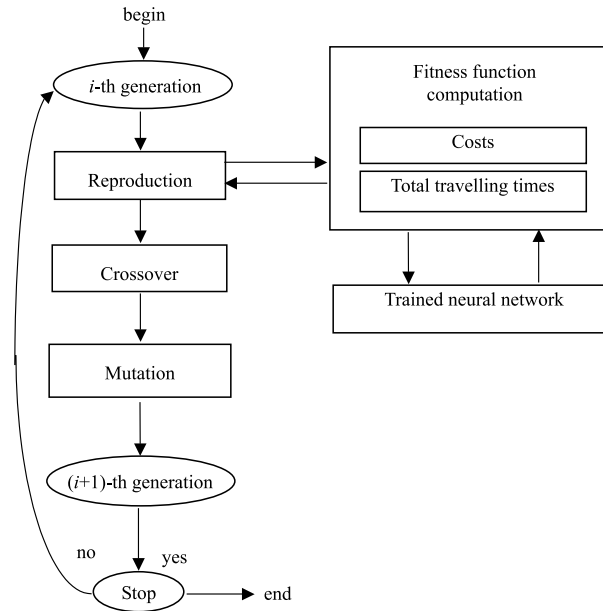 begin
i-th generation
Reproduction
Crossover
Mutation
(i+1)-th generation
no
yes
Stop
end
Fitness function
computation
Costs
Total travelling times
Trained neural network